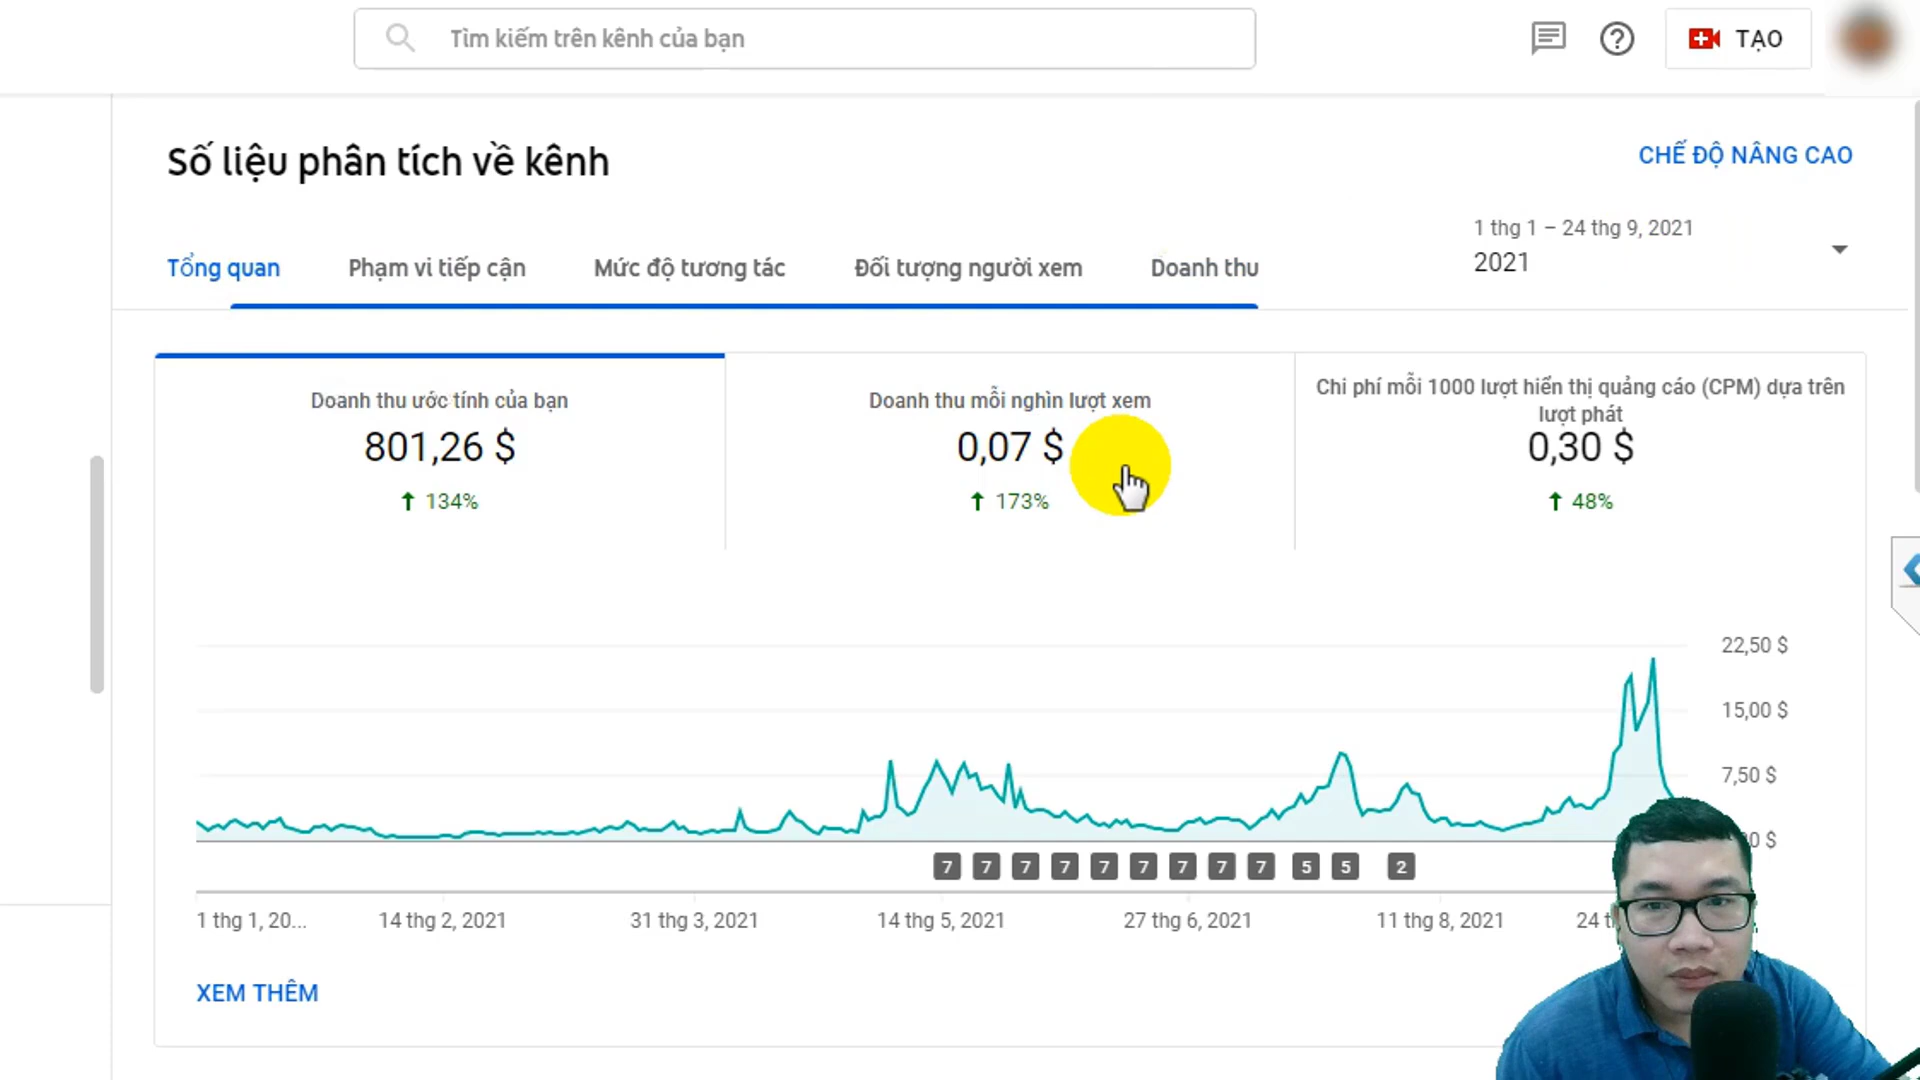 Tìm kiếm trên kênh của bạn
TẠO
Số liệu phân tích về kênh
CHẾ ĐỘ NÂNG CAO
1 thg 1 – 24 thg 9, 2021
2021
Tổng quan
Phạm vi tiếp cận
Mức độ tương tác
Đối tượng người xem
Doanh thu
Doanh thu ước tính của bạn
801,26 $
134%
Doanh thu mỗi nghìn lượt xem
0,07 $
173%
Chi phí mỗi 1000 lượt hiển thị quảng cáo (CPM) dựa trên
lượt phát
0,30 $
48%
22,50 $
15,00 $
7,50 $
7 7 7 7 7 7 7 7 7 5 5 2
1 thg 1, 20...
14 thg 2, 2021
31 thg 3, 2021
14 thg 5, 2021
27 thg 6, 2021
11 thg 8, 2021
24
XEM THÊM